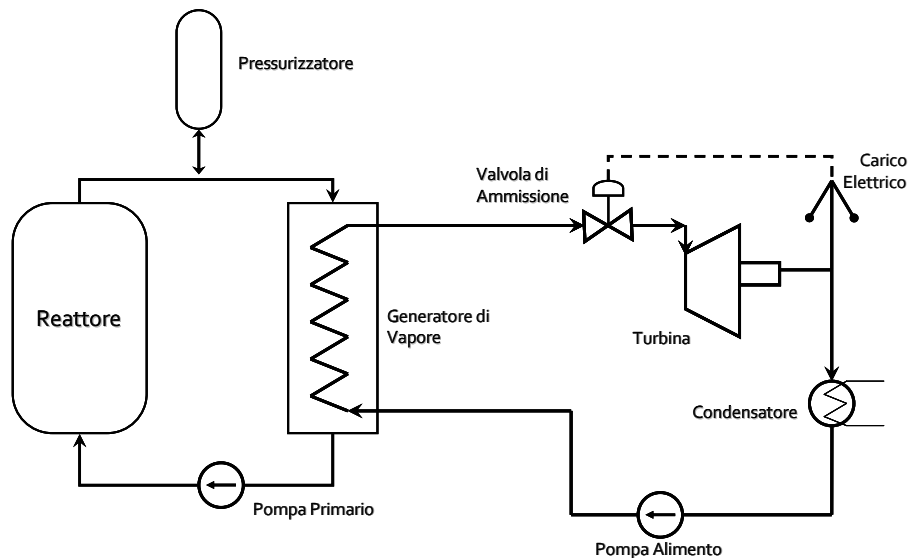 Pressurizzatore
Carico
Elettrico
Valvola di
Ammissione
Reattore
Generatore di
Vapore
Turbina
Condensatore
Pompa Primario
Pompa Alimento